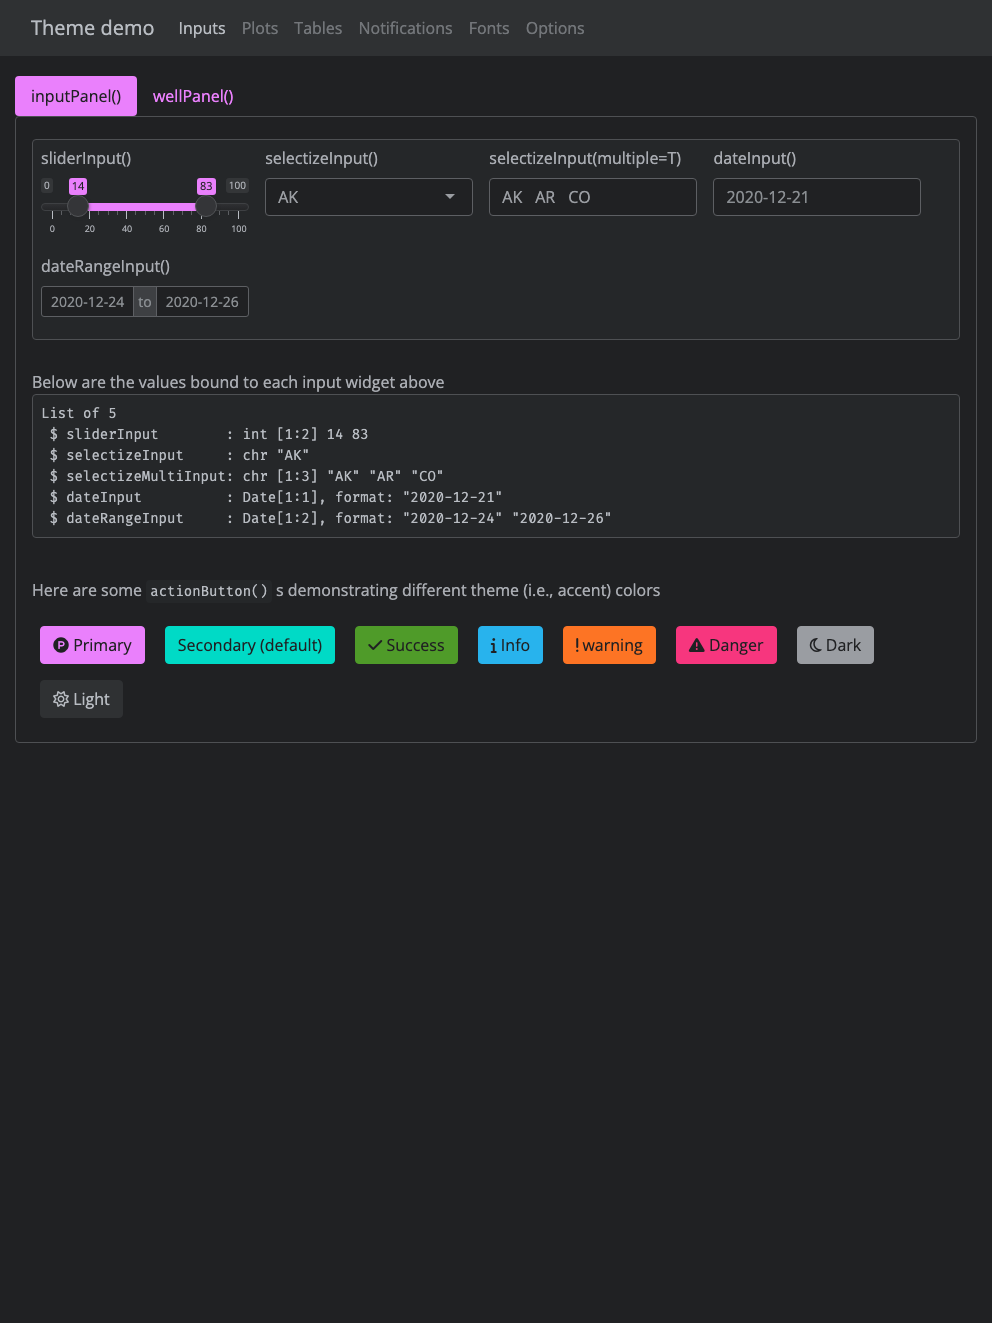 Theme demo Inputs Plots Tables Notifications Fonts Options
inputPanel() wellPanel()
sliderInput() selectizeInput() selectizeInput(multiple=T) dateInput()
0 14 83 100
AK AK AR CO 2020-12-21
0 20 40 60 80 100
dateRangeInput()
2020-12-24 to 2020-12-26
Below are the values bound to each input widget above
List of 5
 $ sliderInput        : int [1:2] 14 83
 $ selectizeInput     : chr "AK"
 $ selectizeMultiInput: chr [1:3] "AK" "AR" "CO"
 $ dateInput          : Date[1:1], format: "2020-12-21"
 $ dateRangeInput     : Date[1:2], format: "2020-12-24" "2020-12-26"
Here are some actionButton() s demonstrating different theme (i.e., accent) colors
Primary Secondary (default) Success Info warning Danger Dark
Light